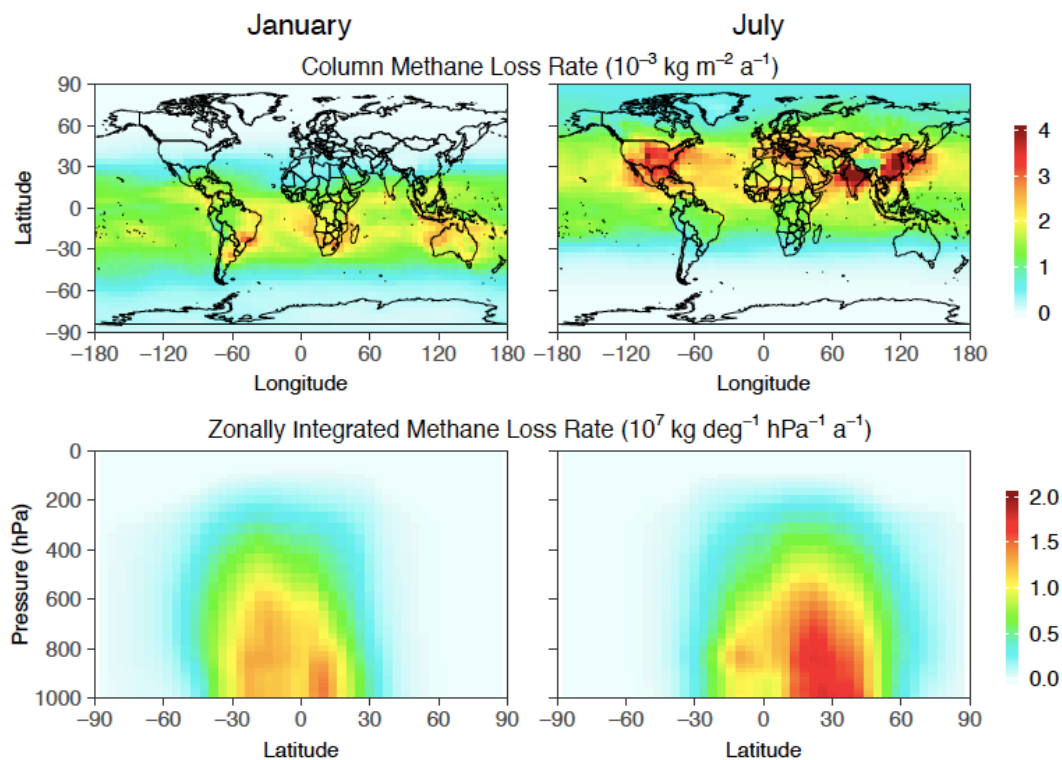 January July
Column Methane Loss Rate (10⁻³ kg m⁻² a⁻¹)
90
60
30
0
−30
−60
−90
Latitude
−180 −120 −60 0 60 120 180
−180 −120 −60 0 60 120 180
Longitude
Longitude
4
3
2
1
0
Zonally Integrated Methane Loss Rate (10⁷ kg deg⁻¹ hPa⁻¹ a⁻¹)
0
200
400
600
800
1000
Pressure (hPa)
−90 −60 −30 0 30 60 90
−90 −60 −30 0 30 60 90
Latitude
Latitude
2.0
1.5
1.0
0.5
0.0